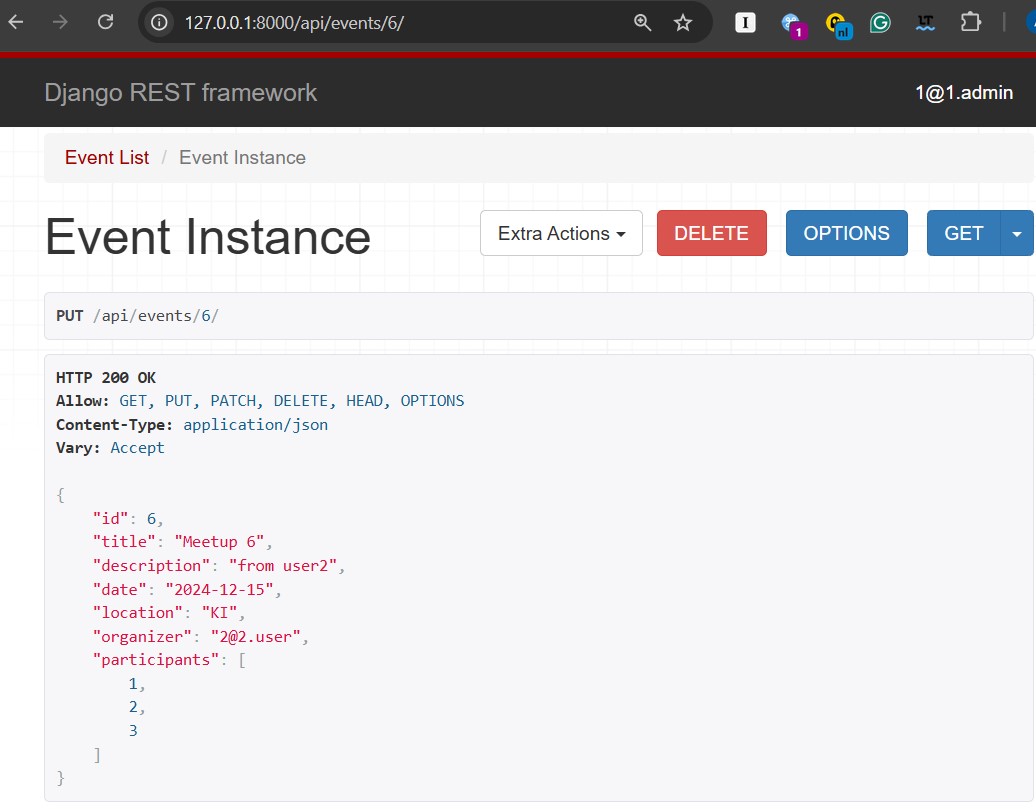 127.0.0.1:8000/api/events/6/
I
1
nl
G
LT
Django REST framework
1@1.admin
Event List / Event Instance
Event Instance
Extra Actions
DELETE
OPTIONS
GET
PUT /api/events/6/
HTTP 200 OK
Allow: GET, PUT, PATCH, DELETE, HEAD, OPTIONS
Content-Type: application/json
Vary: Accept
{
    "id": 6,
    "title": "Meetup 6",
    "description": "from user2",
    "date": "2024-12-15",
    "location": "KI",
    "organizer": "2@2.user",
    "participants": [
        1,
        2,
        3
    ]
}